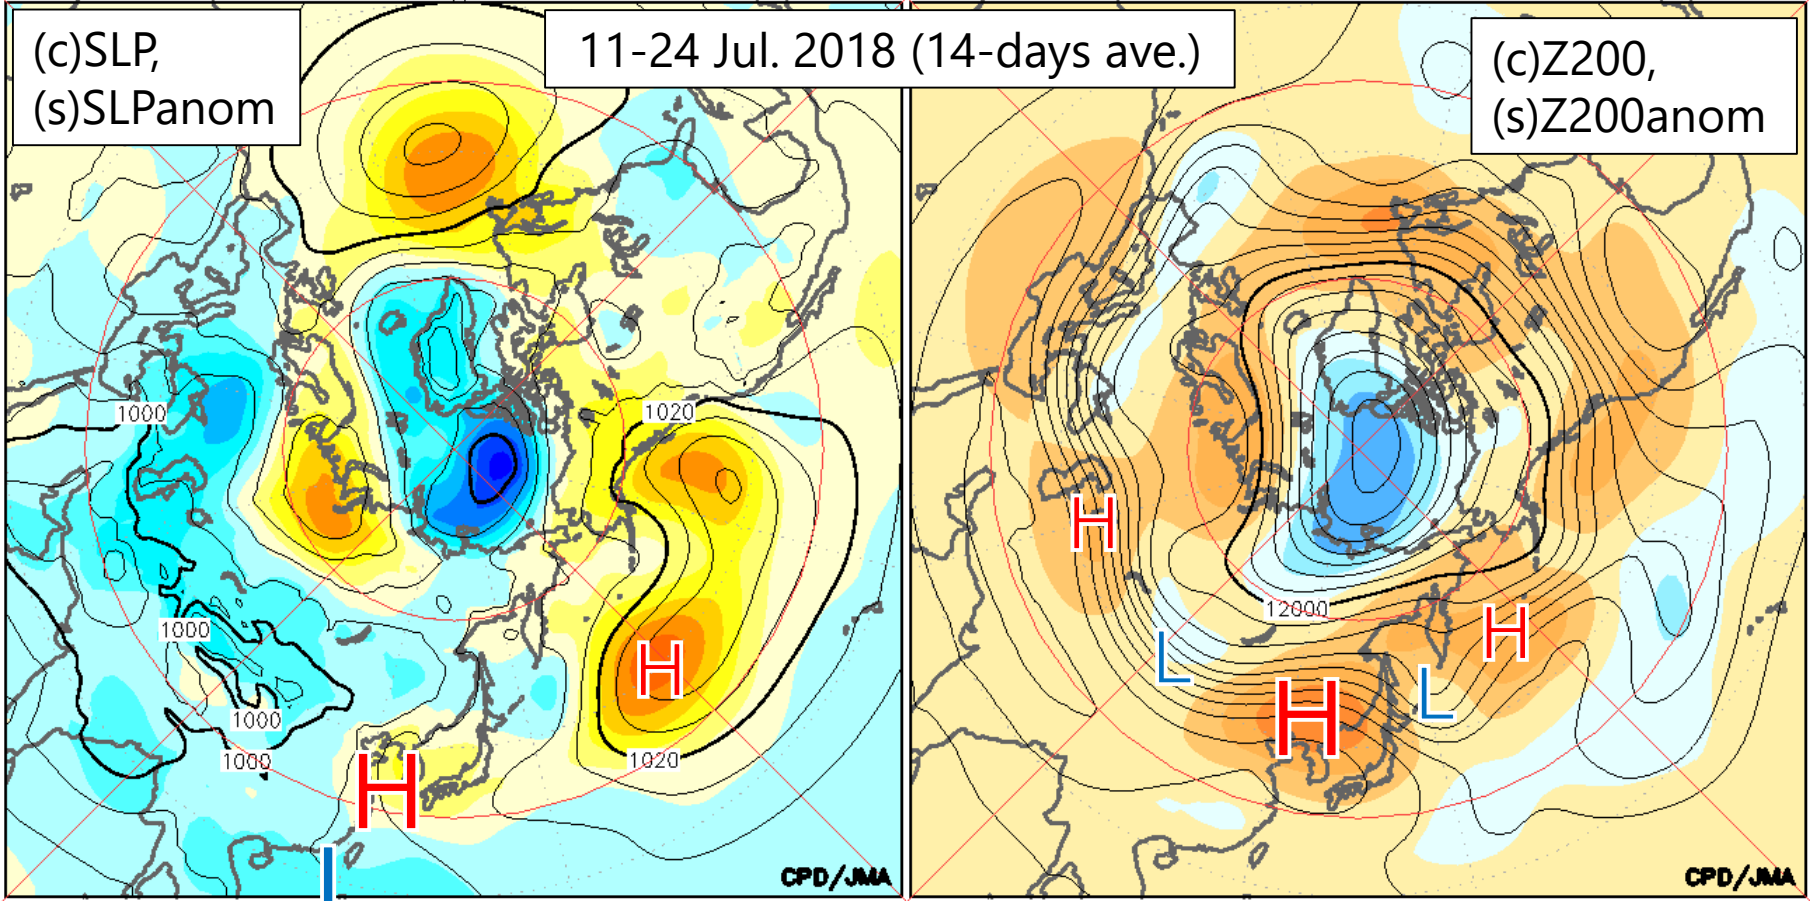 (c)SLP,
(s)SLPanom
11-24 Jul. 2018 (14-days ave.)
(c)Z200,
(s)Z200anom
1000
1020
1000
1000
1000
1020
H
H
CPD/JMA
12000
H
H
L
L
H
CPD/JMA